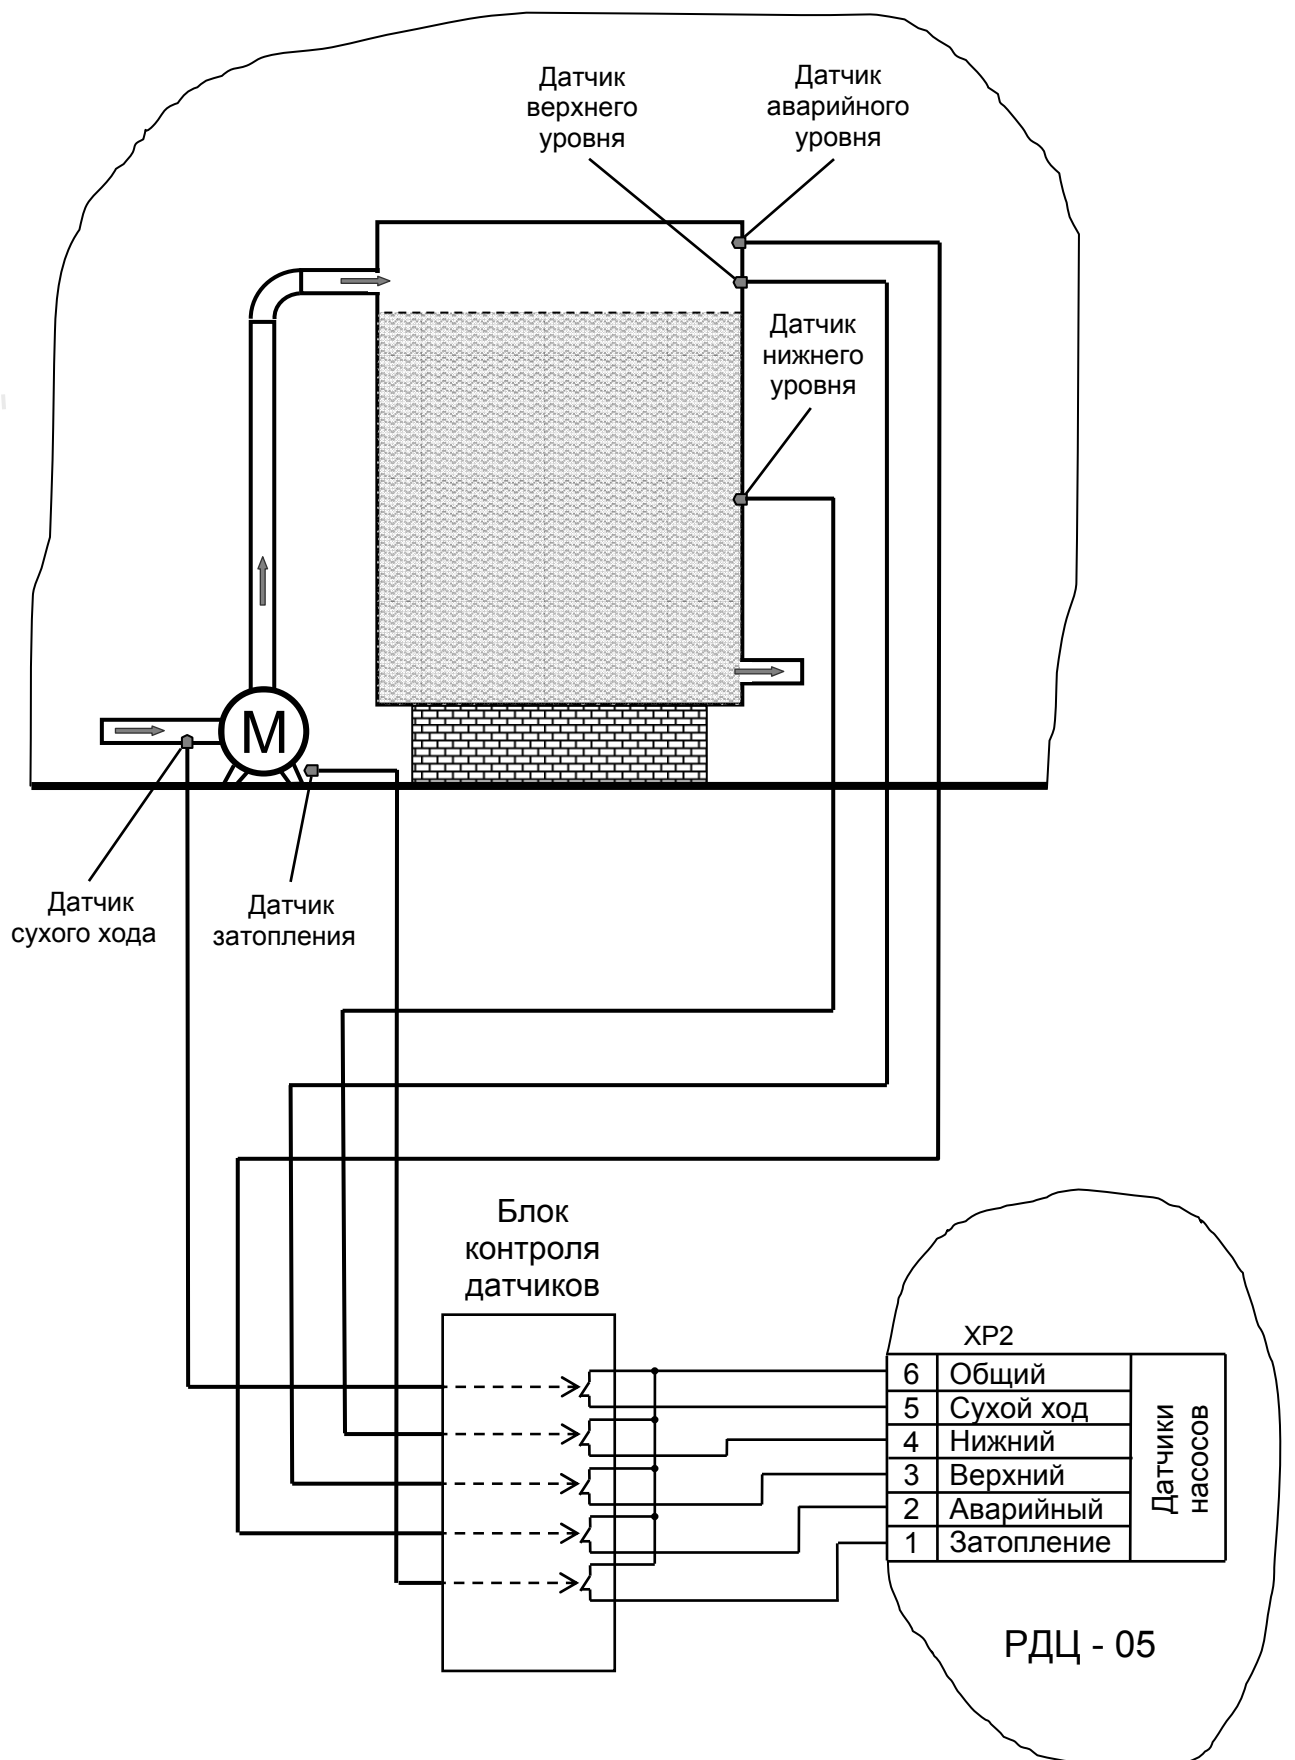 Датчик
верхнего
уровня
Датчик
аварийного
уровня
Датчик
нижнего
уровня
М
Датчик
сухого хода
Датчик
затопления
Блок
контроля
датчиков
ХР2
6 Общий
5 Сухой ход
4 Нижний
3 Верхний
2 Аварийный
1 Затопление
Датчики
насосов
РДЦ - 05